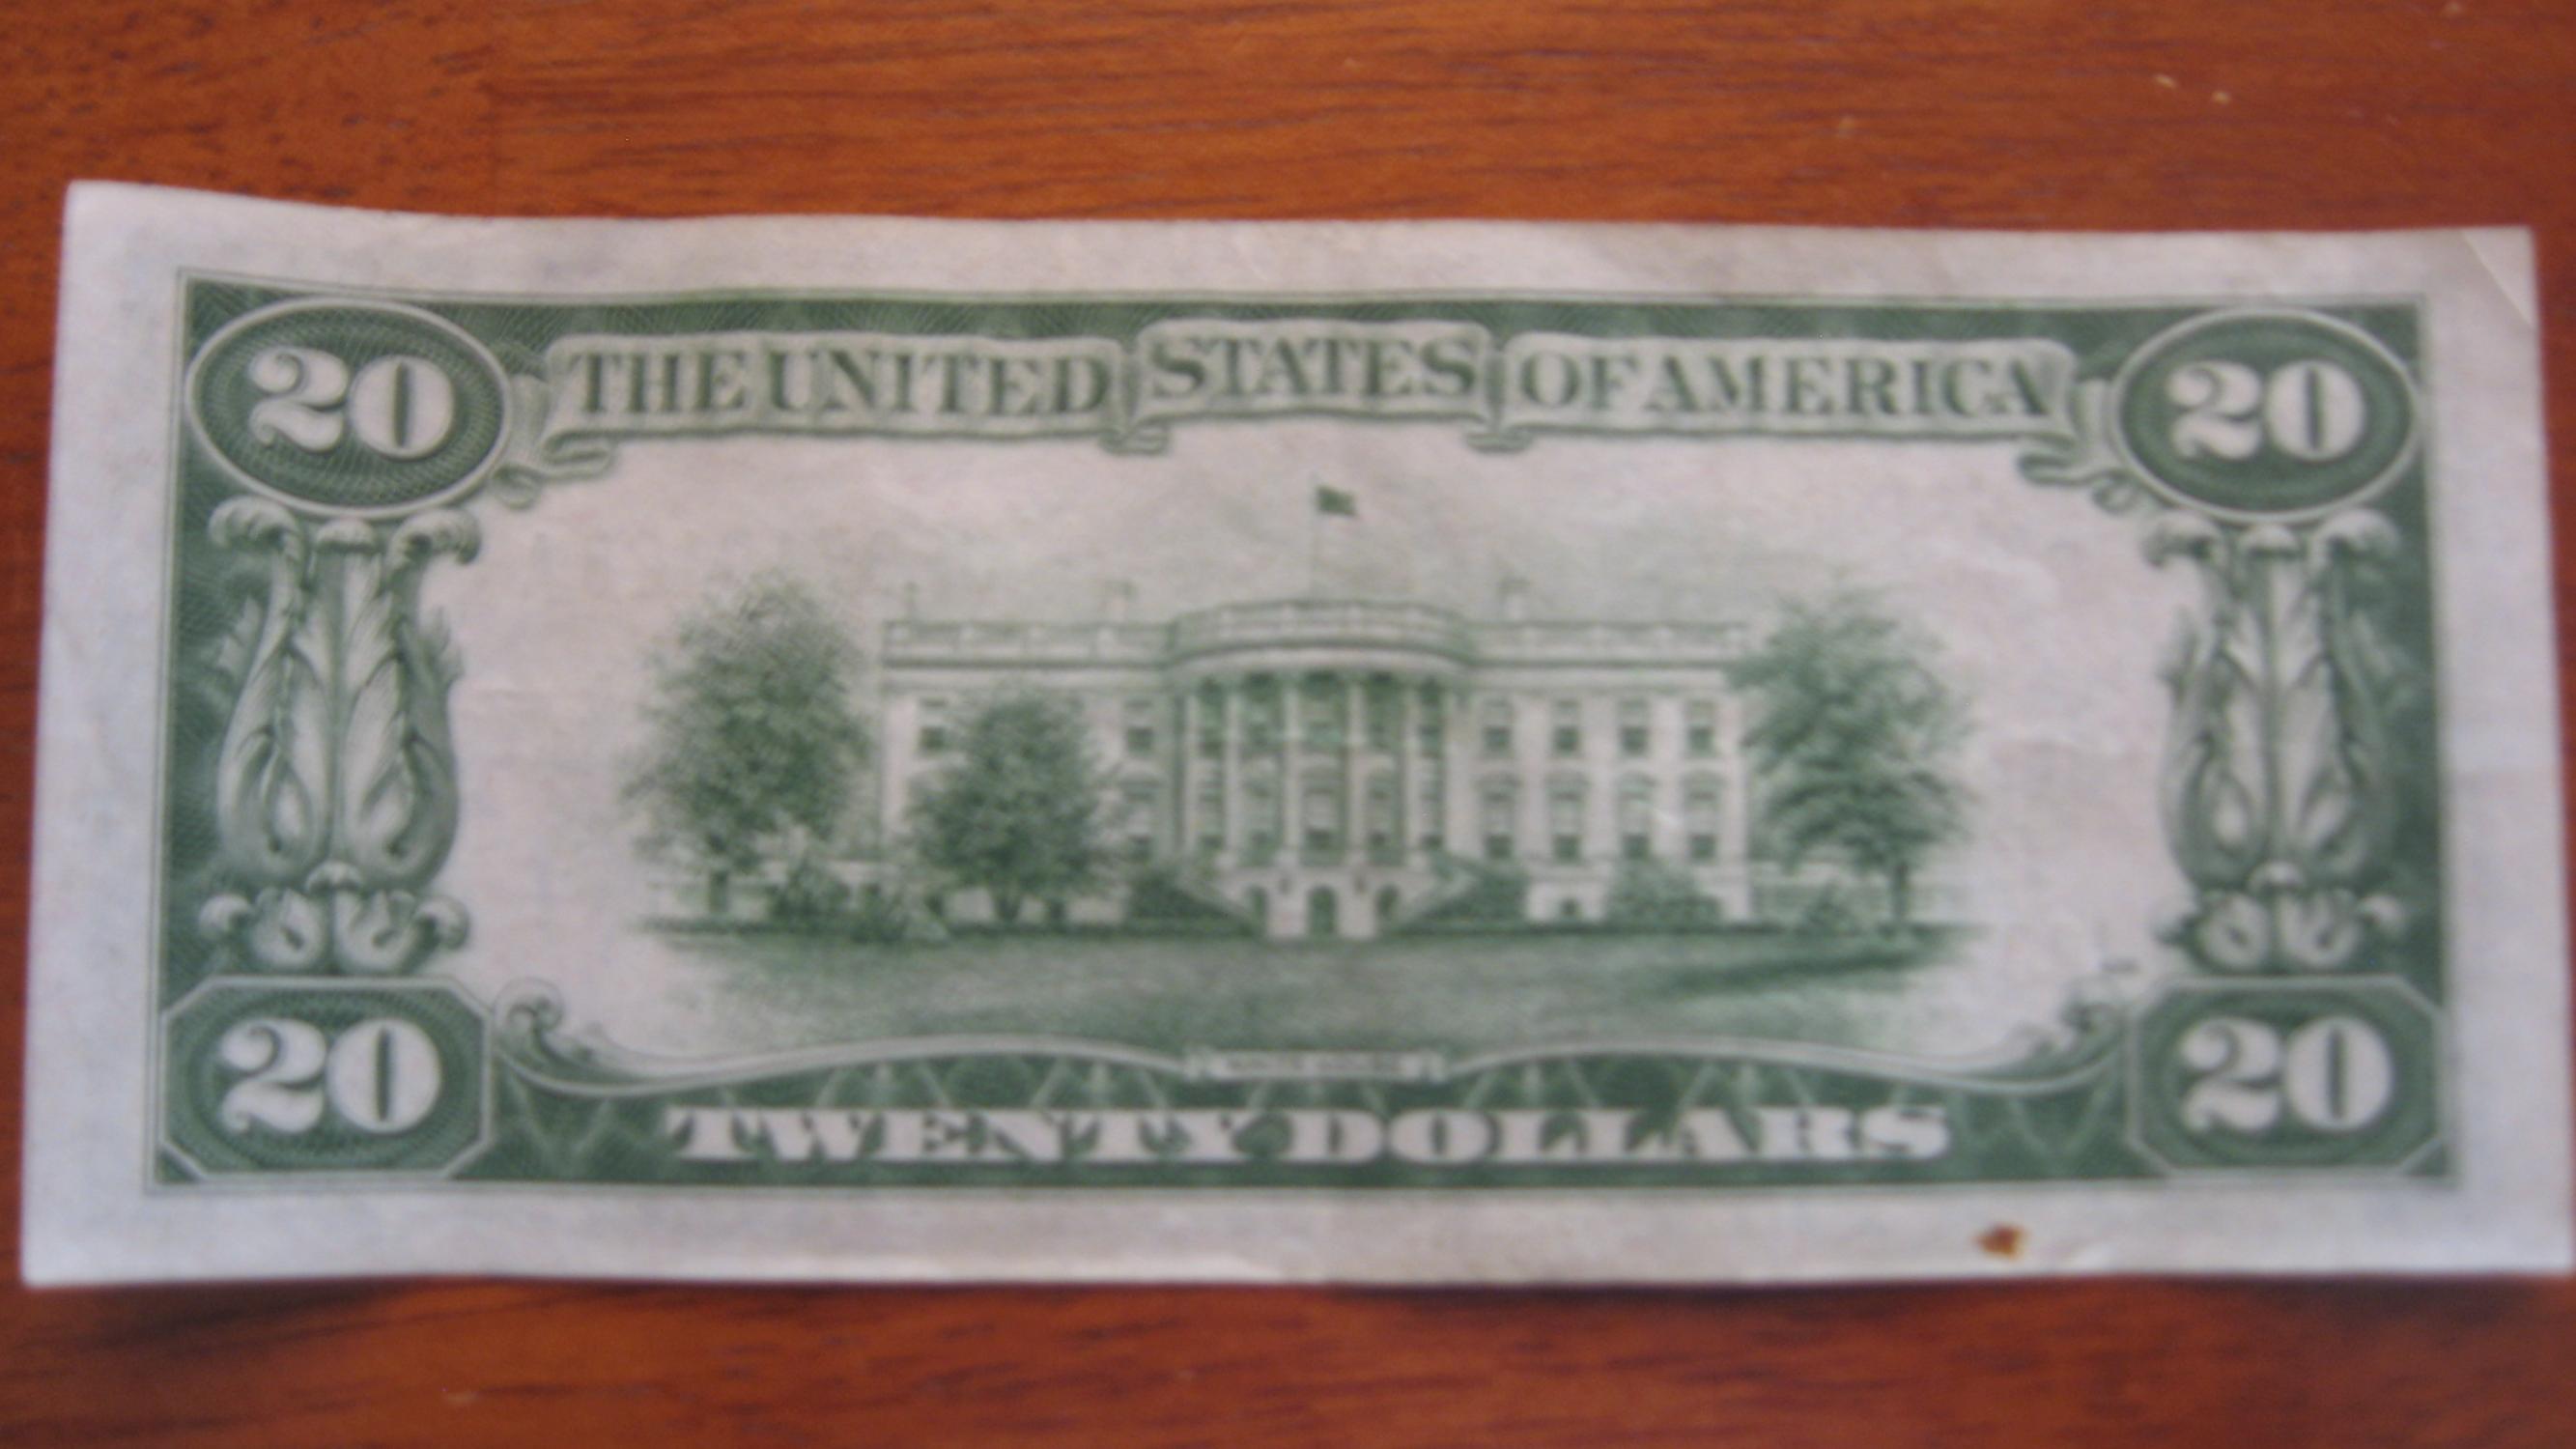 20 THE UNITED STATES OF AMERICA 20
20 TWENTY DOLLARS 20